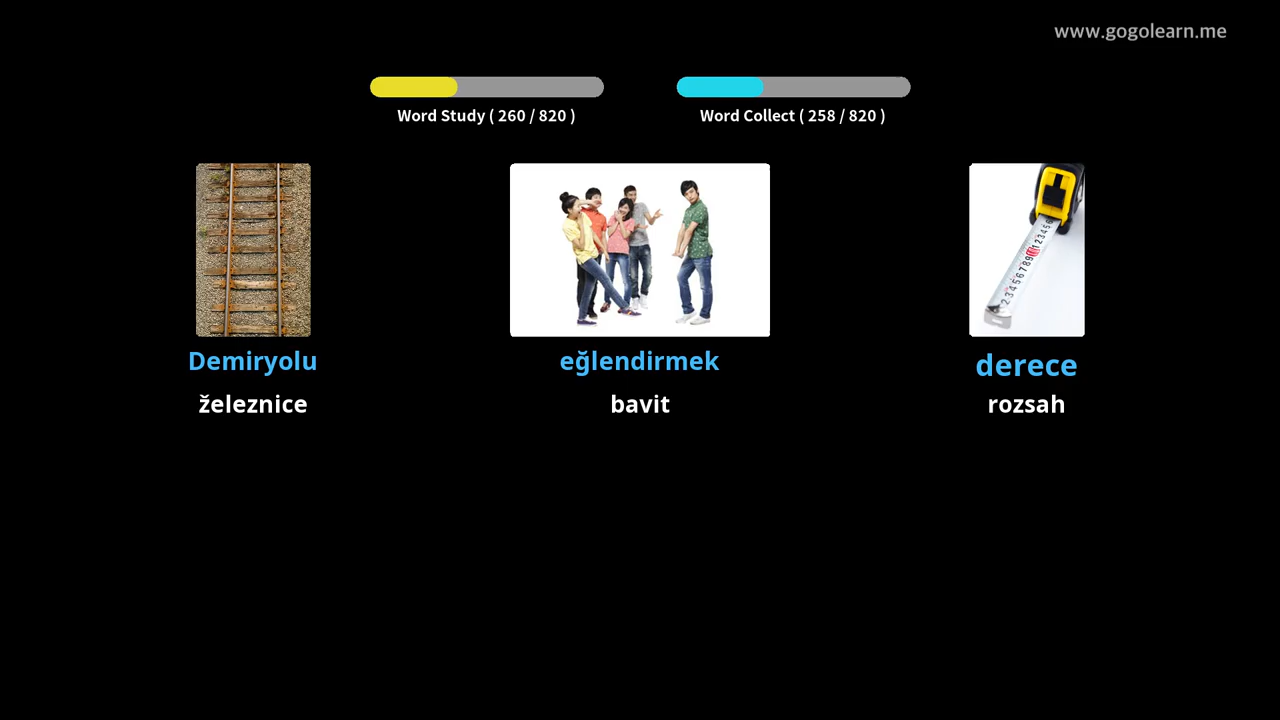 www.gogolearn.me
Word Study ( 260 / 820 )
Word Collect ( 258 / 820 )
Demiryolu
eğlendirmek
derece
železnice
bavit
rozsah